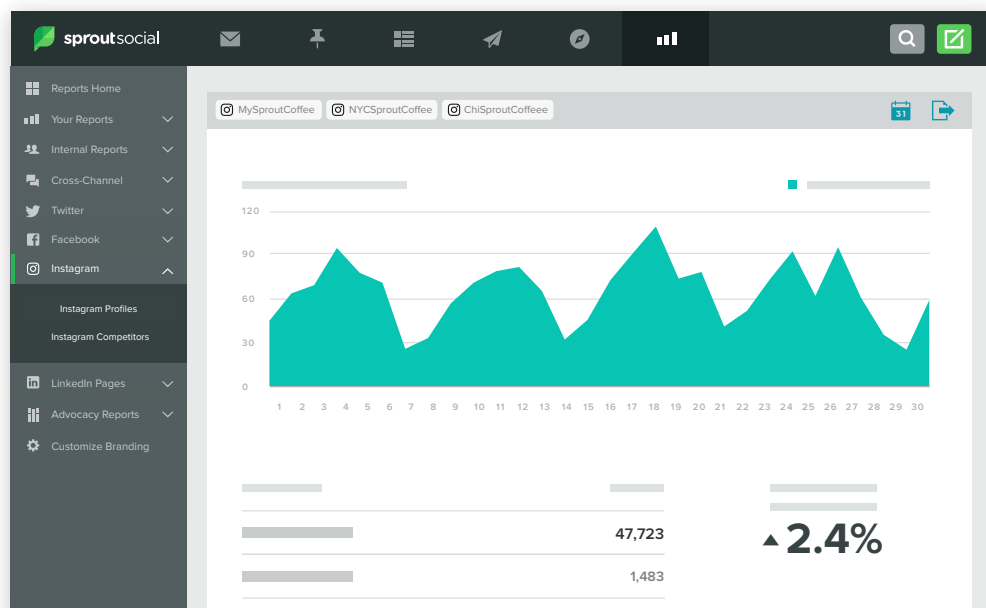 sproutsocial
Reports Home
Your Reports
Internal Reports
Cross-Channel
Twitter
Facebook
Instagram
Instagram Profiles
Instagram Competitors
LinkedIn Pages
Advocacy Reports
Customize Branding
MySproutCoffee NYCSproutCoffee ChiSproutCoffeee
31
120
90
60
30
0
1 2 3 4 5 6 7 8 9 10 11 12 13 14 15 16 17 18 19 20 21 22 23 24 25 26 27 28 29 30
47,723
1,483
2.4%